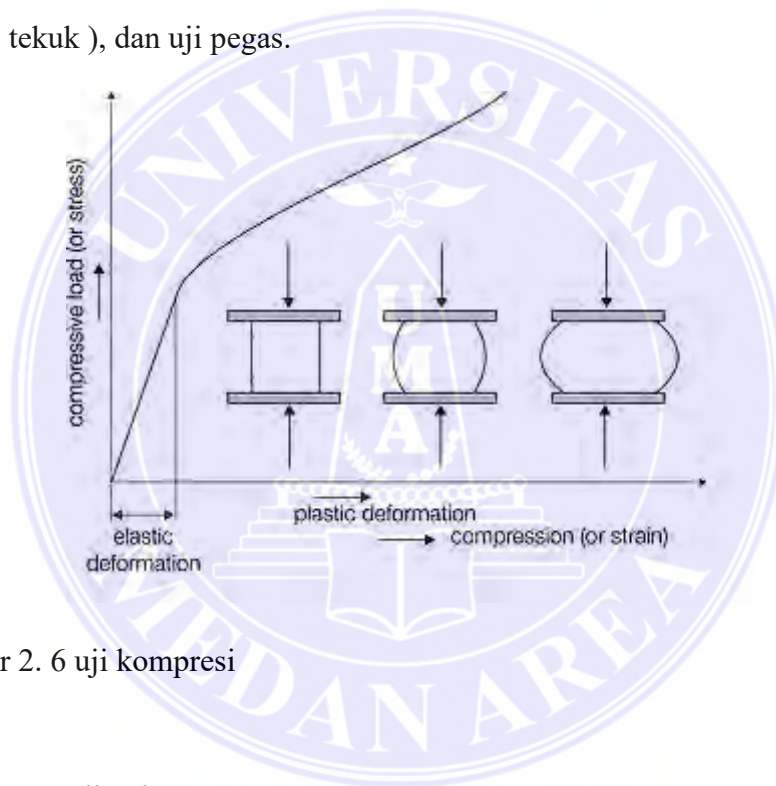 tekuk ), dan uji pegas.
UNIVERSITAS
compressive load (or stress)
UMA
plastic deformation
elastic
deformation
compression (or strain)
MEDAN AREA
r 2. 6 uji kompresi